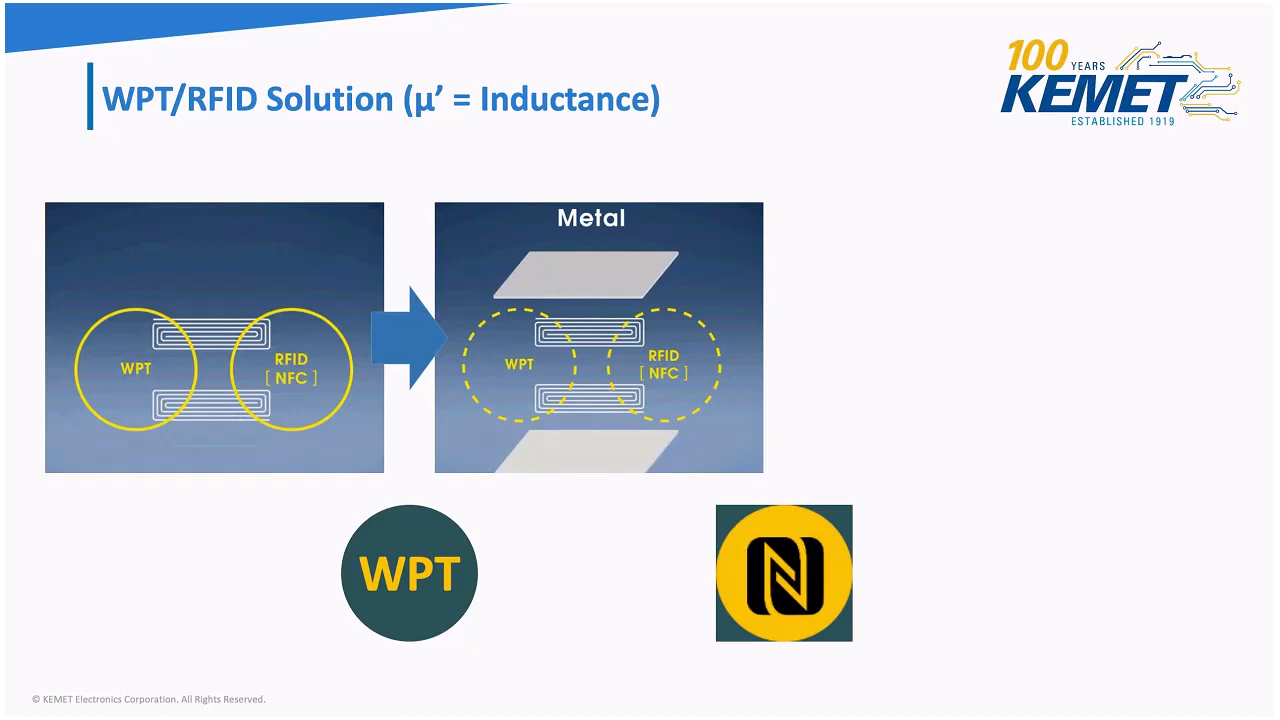 100 YEARS
KEMET
ESTABLISHED 1919
WPT/RFID Solution (µ’ = Inductance)
WPT
RFID
[ NFC ]
Metal
WPT
RFID
[ NFC ]
WPT
© KEMET Electronics Corporation. All Rights Reserved.